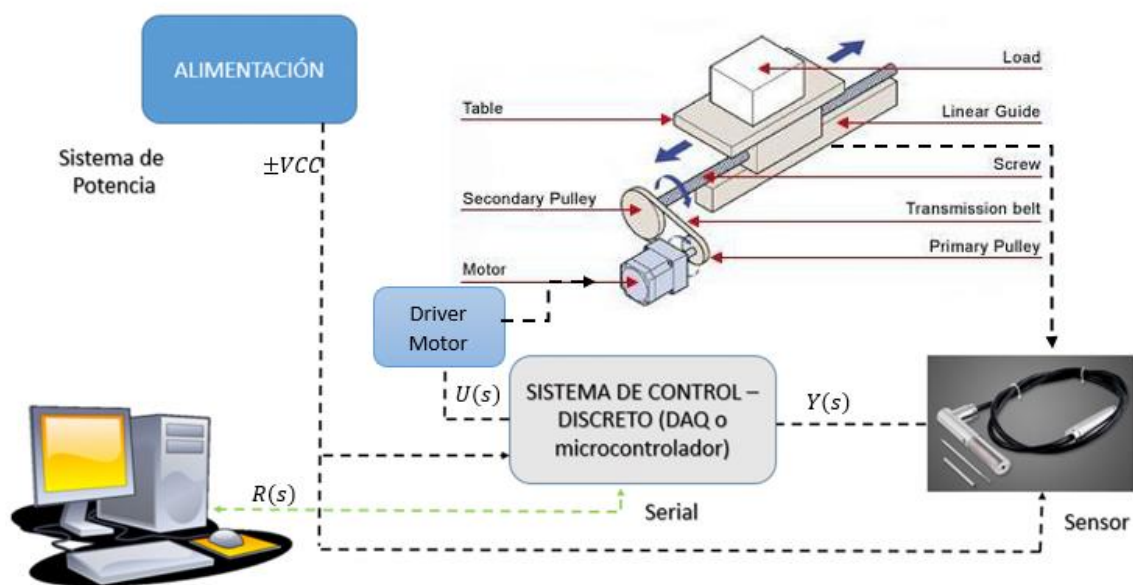 ALIMENTACIÓN
Sistema de
Potencia
±VCC
Load
Table
Linear Guide
Screw
Secondary Pulley
Transmission belt
Primary Pulley
Motor
Driver
Motor
U(s)
SISTEMA DE CONTROL –
DISCRETO (DAQ o
microcontrolador)
Y(s)
R(s)
Serial
Sensor